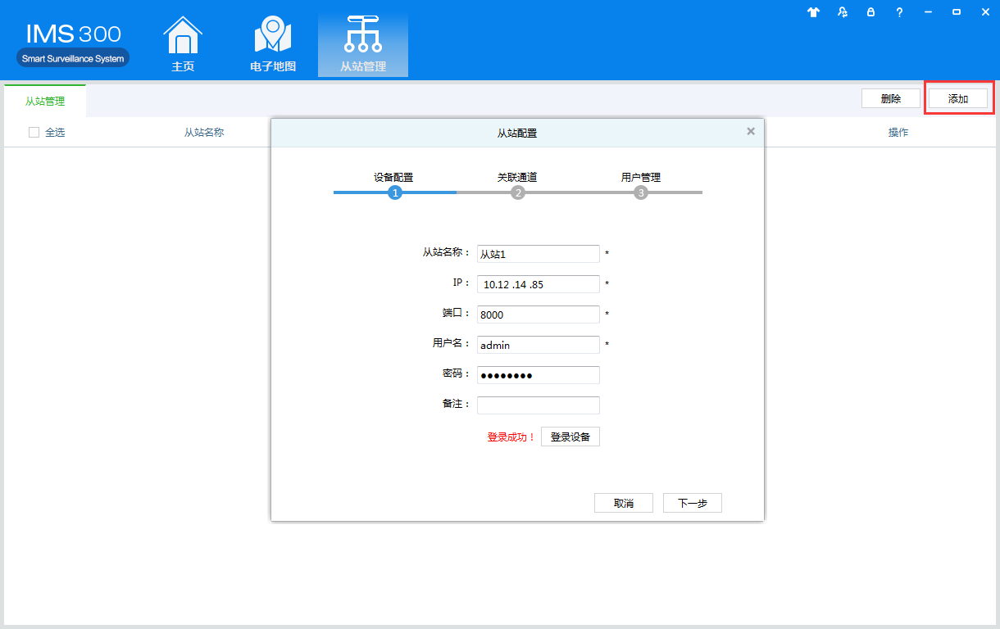 IMS 300
Smart Surveillance System
主页
电子地图
从站管理
?
从站管理
删除
添加
全选
从站名称
操作
从站配置
设备配置
关联通道
用户管理
1
2
3
从站名称： 从站1 *
IP： 10.12 .14 .85 *
端口： 8000 *
用户名： admin *
密码： ●●●●●●●●
备注：
登录成功！ 登录设备
取消
下一步